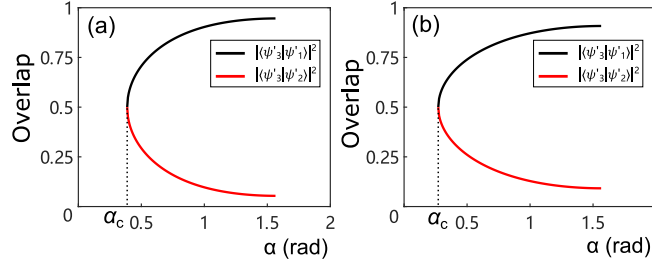 (a)
|⟨ψ'₃|ψ'₁⟩|²
|⟨ψ'₃|ψ'₂⟩|²
Overlap
1
0.75
0.5
0.25
0
α_c
0.5
1
1.5
2
α (rad)
(b)
|⟨ψ'₃|ψ'₁⟩|²
|⟨ψ'₃|ψ'₂⟩|²
Overlap
1
0.75
0.5
0.25
0
α_c
0.5
1
1.5
α (rad)